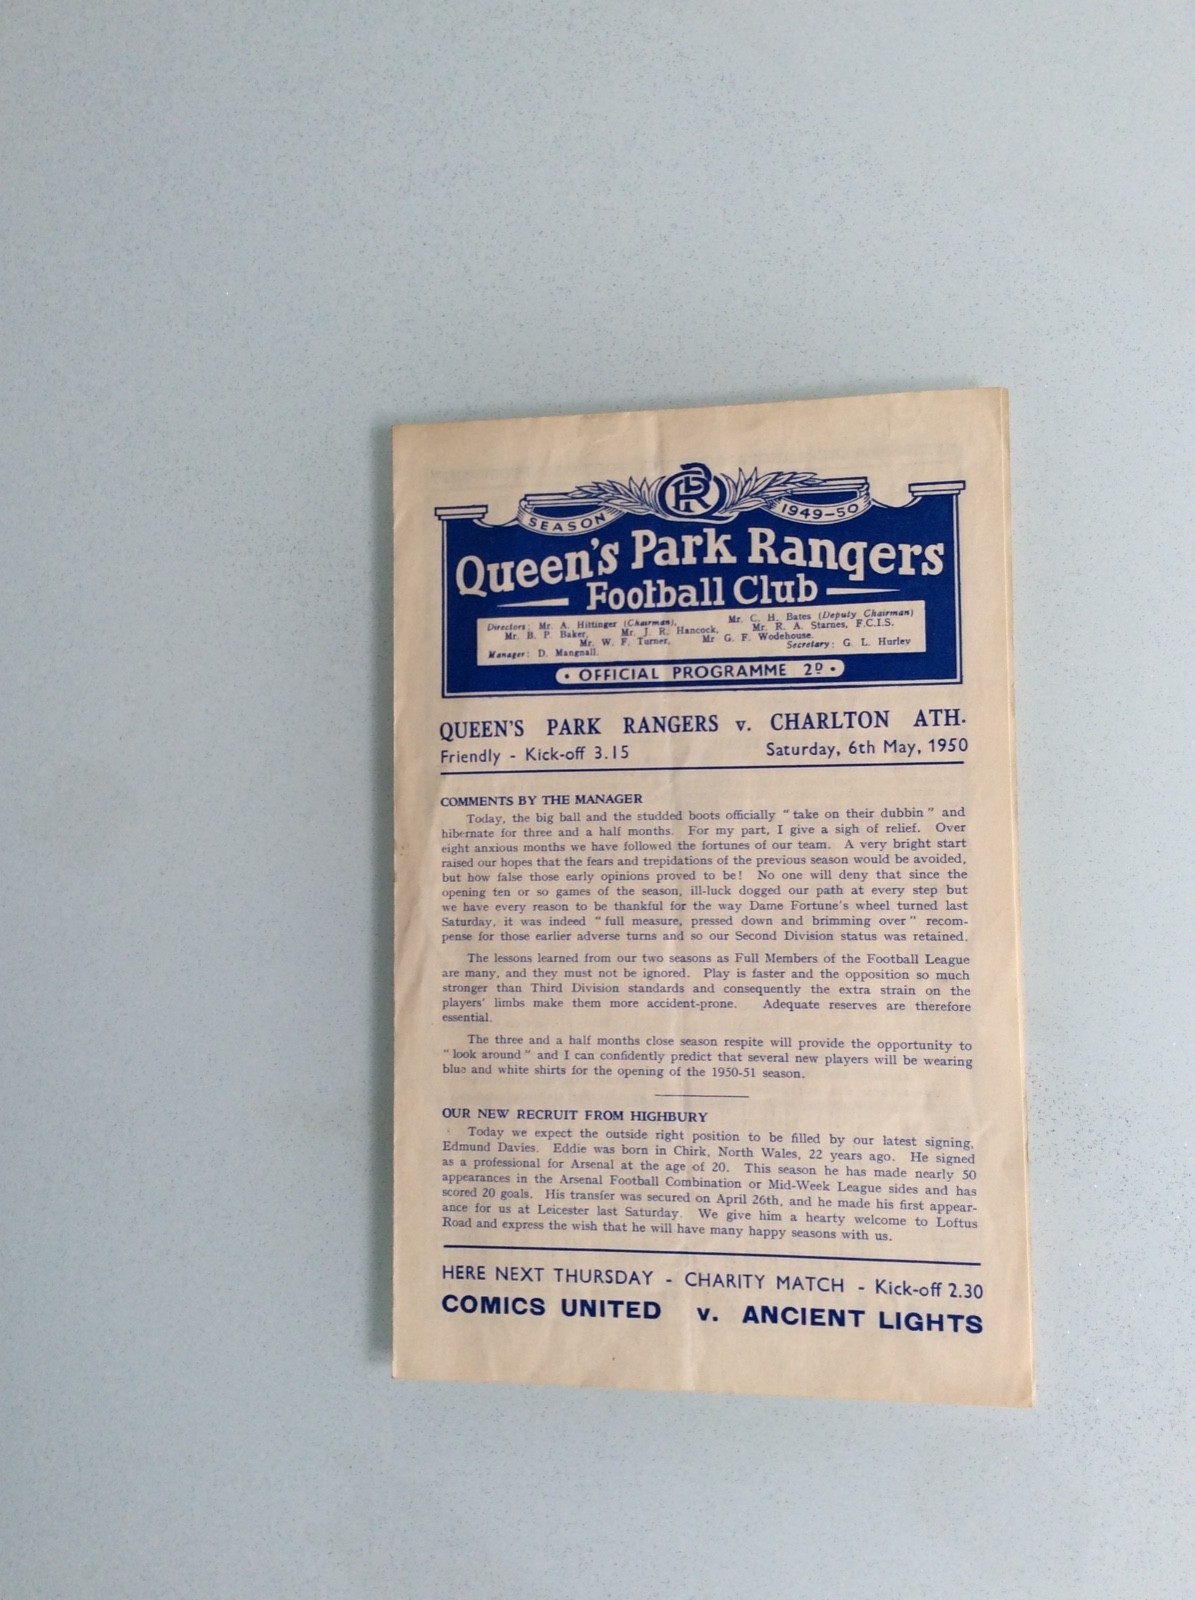 QPR
SEASON 1949-50
Queen's Park Rangers
Football Club
Directors: Mr. A. Hittinger (Chairman), Mr. C. H. Bates (Deputy Chairman)
Mr. B. P. Baker, Mr. J. R. Hancock, Mr. R. A. Starnes, F.C.I.S.
Mr. W. F. Turner, Mr G. F. Wodehouse.
Manager: D. Mangnall. Secretary: G. L. Hurley
• OFFICIAL PROGRAMME 2D •
QUEEN'S PARK RANGERS v. CHARLTON ATH.
Friendly - Kick-off 3.15 Saturday, 6th May, 1950
COMMENTS BY THE MANAGER
Today, the big ball and the studded boots officially "take on their dubbin" and
hibernate for three and a half months. For my part, I give a sigh of relief. Over
eight anxious months we have followed the fortunes of our team. A very bright start
raised our hopes that the fears and trepidations of the previous season would be avoided,
but how false those early opinions proved to be! No one will deny that since the
opening ten or so games of the season, ill-luck dogged our path at every step but
we have every reason to be thankful for the way Dame Fortune's wheel turned last
Saturday, it was indeed "full measure, pressed down and brimming over" recom-
pense for those earlier adverse turns and so our Second Division status was retained.
The lessons learned from our two seasons as Full Members of the Football League
are many, and they must not be ignored. Play is faster and the opposition so much
stronger than Third Division standards and consequently the extra strain on the
players' limbs make them more accident-prone. Adequate reserves are therefore
essential.
The three and a half months close season respite will provide the opportunity to
"look around" and I can confidently predict that several new players will be wearing
blue and white shirts for the opening of the 1950-51 season.
OUR NEW RECRUIT FROM HIGHBURY
Today we expect the outside right position to be filled by our latest signing,
Edmund Davies. Eddie was born in Chirk, North Wales, 22 years ago. He signed
as a professional for Arsenal at the age of 20. This season he has made nearly 50
appearances in the Arsenal Football Combination or Mid-Week League sides and has
scored 20 goals. His transfer was secured on April 26th, and he made his first appear-
ance for us at Leicester last Saturday. We give him a hearty welcome to Loftus
Road and express the wish that he will have many happy seasons with us.
HERE NEXT THURSDAY - CHARITY MATCH - Kick-off 2.30
COMICS UNITED v. ANCIENT LIGHTS